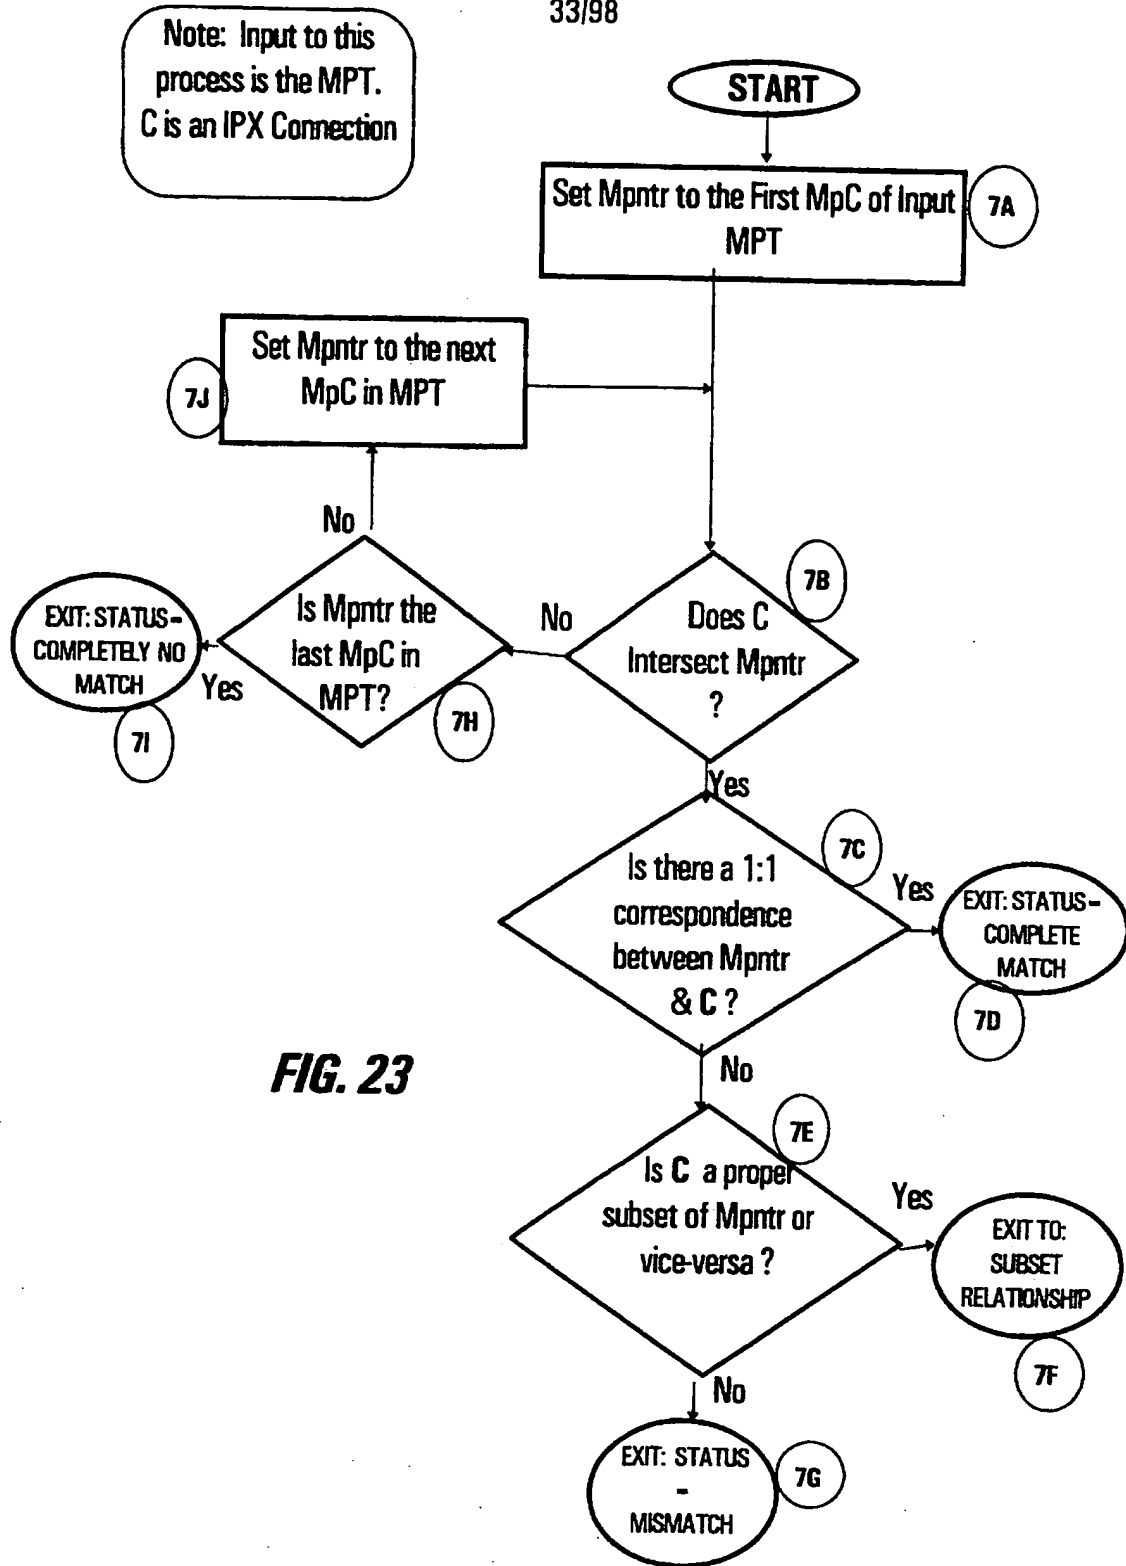 33/98
Note: Input to this
process is the MPT.
C is an IPX Connection
START
Set Mpntr to the First MpC of Input
MPT
7A
Set Mpntr to the next
MpC in MPT
7J
No
Is Mpntr the
last MpC in
MPT?
7H
Yes
EXIT: STATUS-
COMPLETELY NO
MATCH
7I
No
Does C
Intersect Mpntr
?
7B
Yes
Is there a 1:1
correspondence
between Mpntr
& C ?
7C
Yes
EXIT: STATUS-
COMPLETE
MATCH
7D
No
FIG. 23
Is C a proper
subset of Mpntr or
vice-versa ?
7E
Yes
EXIT TO:
SUBSET
RELATIONSHIP
7F
No
EXIT: STATUS
-
MISMATCH
7G